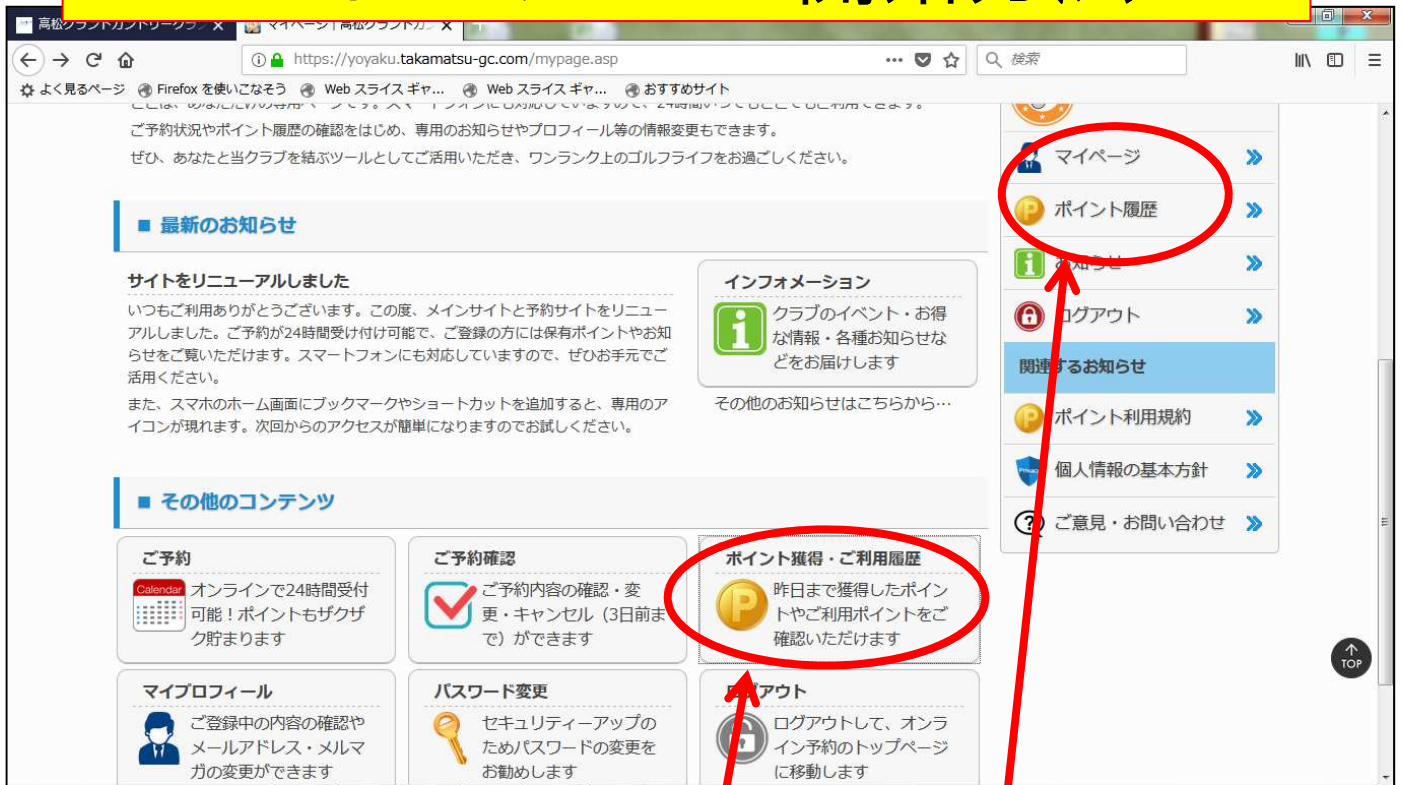 高松グランドカントリークラブ
マイページ | 高松グランドカ
https://yoyaku.takamatsu-gc.com/mypage.asp
検索
よく見るページ Firefox を使いこなそう Web スライス ギャ... Web スライス ギャ... おすすめサイト
ご予約状況やポイント履歴の確認をはじめ、専用のお知らせやプロフィール等の情報変更もできます。
ぜひ、あなたと当クラブを結ぶツールとしてご活用いただき、ワンランク上のゴルフライフをお過ごしください。
マイページ
ポイント履歴
お知らせ
ログアウト
関連するお知らせ
ポイント利用規約
個人情報の基本方針
ご意見・お問い合わせ
最新のお知らせ
サイトをリニューアルしました
いつもご利用ありがとうございます。この度、メインサイトと予約サイトをリニュー
アルしました。ご予約が24時間受け付け可能で、ご登録の方には保有ポイントやお知
らせをご覧いただけます。スマートフォンにも対応していますので、ぜひお手元でご
活用ください。
また、スマホのホーム画面にブックマークやショートカットを追加すると、専用のア
イコンが現れます。次回からのアクセスが簡単になりますのでお試しください。
インフォメーション
クラブのイベント・お得
な情報・各種お知らせな
どをお届けします
その他のお知らせはこちらから…
その他のコンテンツ
ご予約
Calendar
オンラインで24時間受付
可能！ポイントもザクザ
ク貯まります
ご予約確認
ご予約内容の確認・変
更・キャンセル（3日前ま
で）ができます
ポイント獲得・ご利用履歴
P
昨日まで獲得したポイン
トやご利用ポイントをご
確認いただけます
マイプロフィール
ご登録中の内容の確認や
メールアドレス・メルマ
ガの変更ができます
パスワード変更
セキュリティーアップの
ためパスワードの変更を
お勧めします
ログアウト
ログアウトして、オンラ
イン予約のトップページ
に移動します
TOP